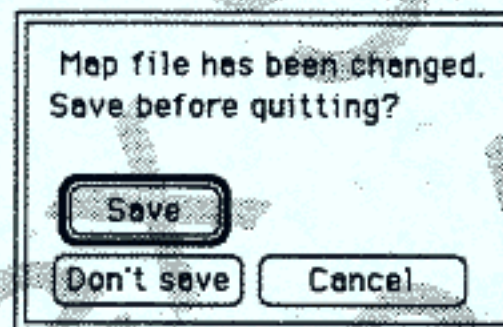 Map file has been changed.
Save before quitting?
Save
Don't save
Cancel